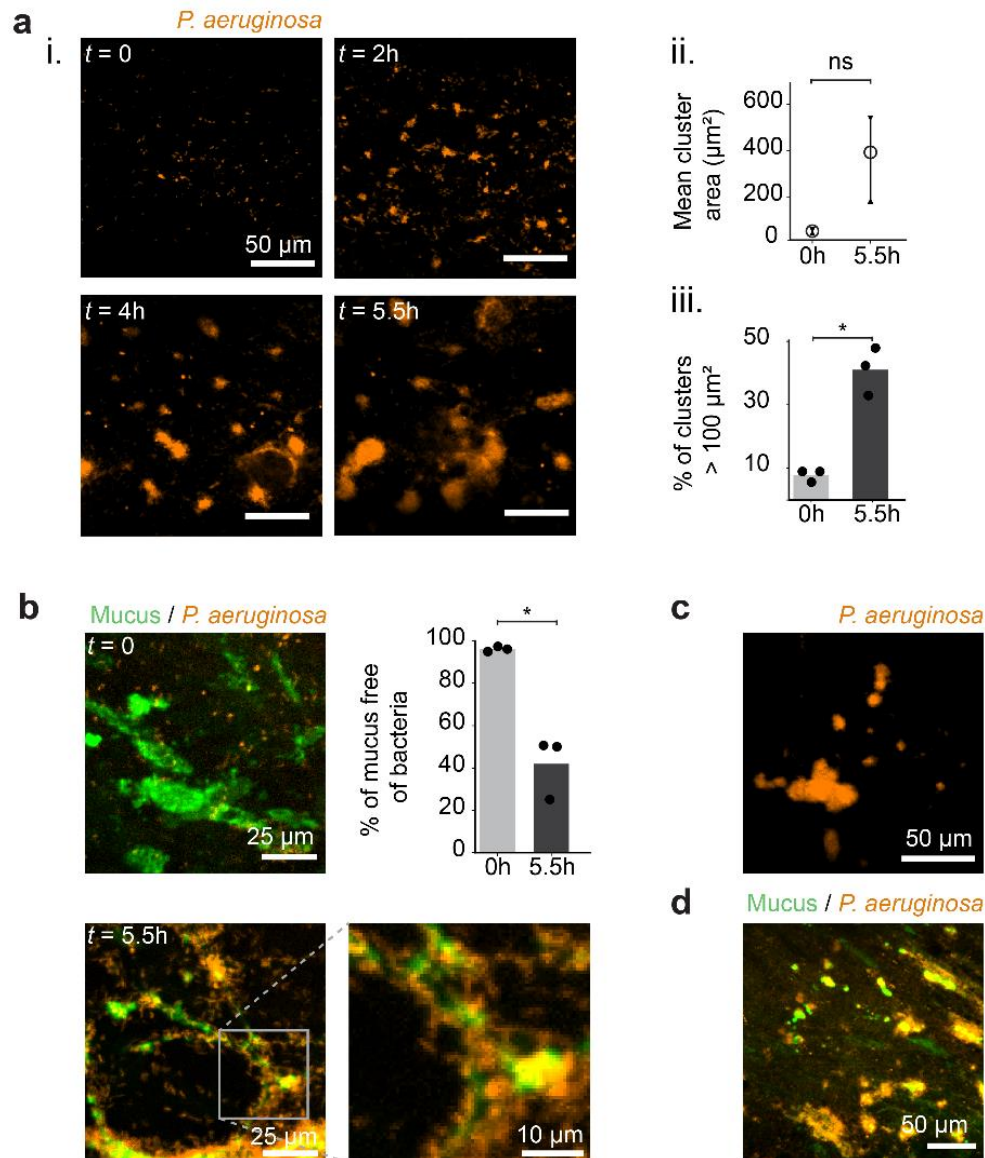 a
P. aeruginosa
i.
t = 0
50 µm
t = 2h
t = 4h
t = 5.5h
ii.
ns
Mean cluster
area (µm²)
600
400
200
0
0h 5.5h
iii.
*
% of clusters
> 100 µm²
50
30
10
0h 5.5h
b
Mucus / P. aeruginosa
t = 0
25 µm
*
% of mucus free
of bacteria
100
80
60
40
20
0
0h 5.5h
t = 5.5h
25 µm
10 µm
c
P. aeruginosa
50 µm
d
Mucus / P. aeruginosa
50 µm